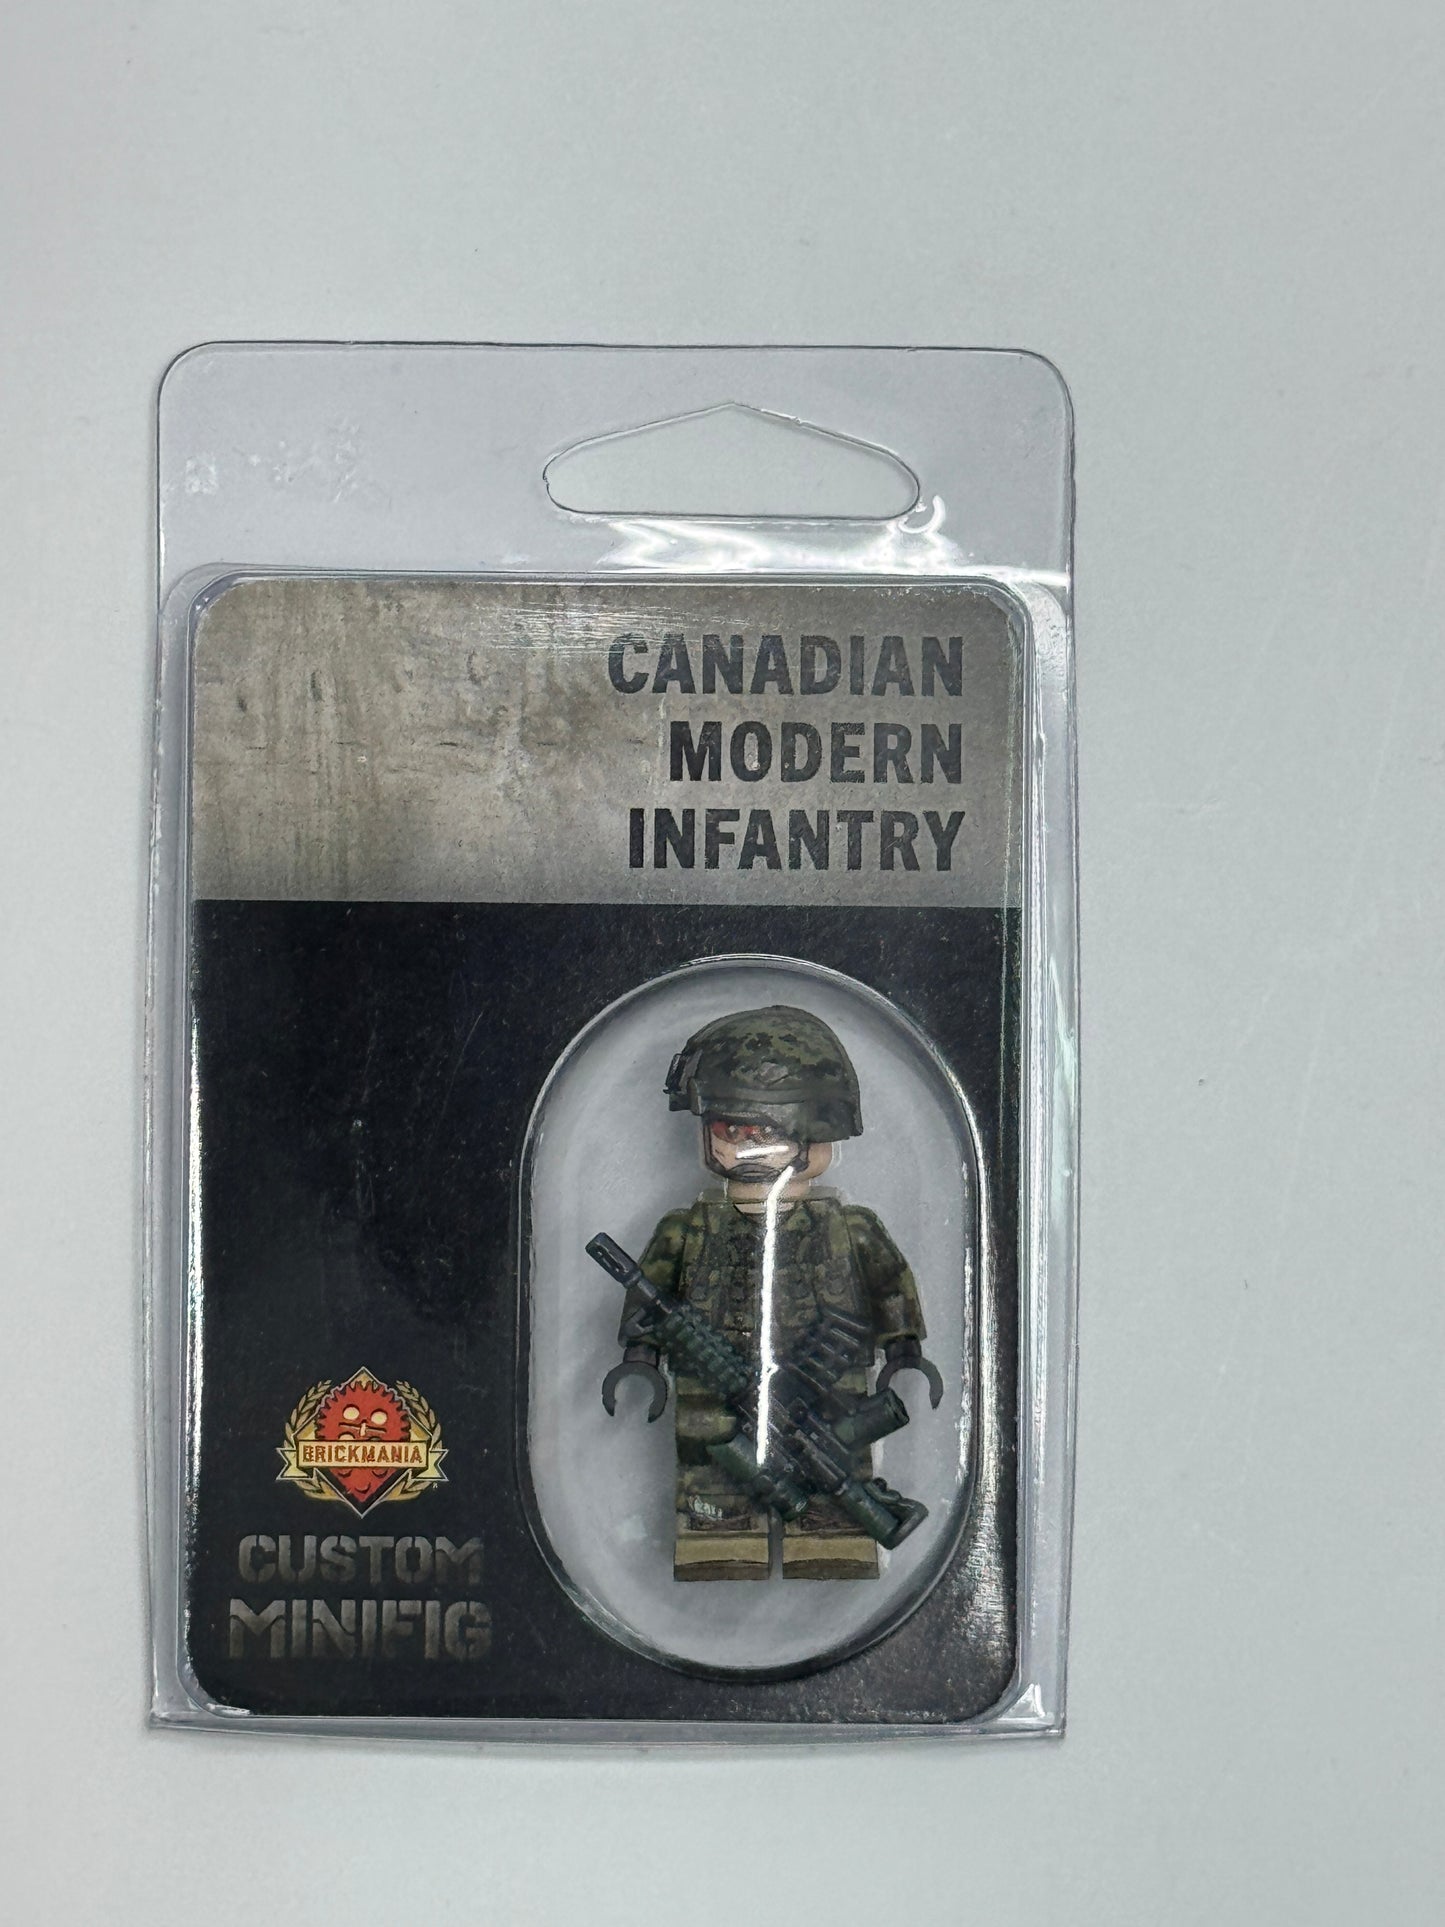 CANADIAN
MODERN
INFANTRY
BRICKMANIA
CUSTOM
MINIFIG